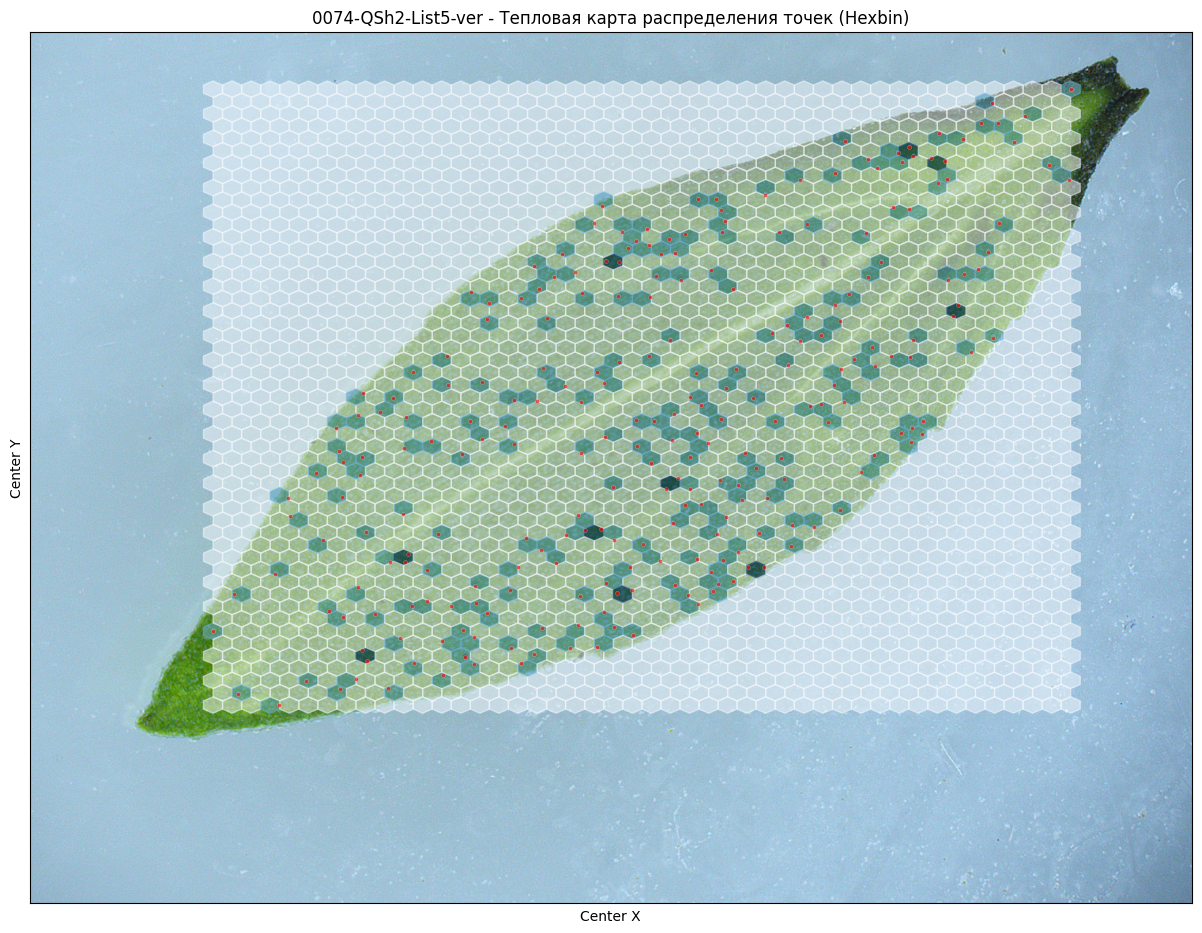 0074-QSh2-List5-ver - Тепловая карта распределения точек (Hexbin)
Center Y
Center X